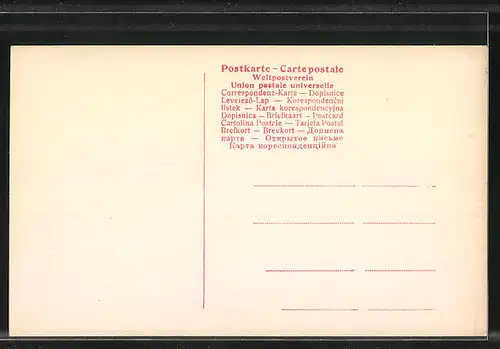 Postkarte – Carte postale
Weltpostverein
Union postale universelle
Correspondenz-Karte — Dopisnice
Levelező-Lap — Korespondenční
listek — Karta korespondencyjna
Dopisnica — Briefkaart — Postcard
Cartolina Postale — Tarjeta Postal
Brefkort — Brevkort — Дописна
карта — Открытое письмо
Карта кореспонденційна